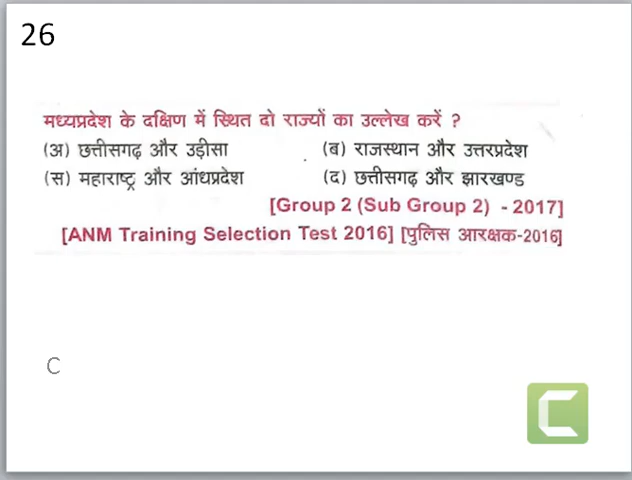 26
मध्यप्रदेश के दक्षिण में स्थित दो राज्यों का उल्लेख करें ?
(अ) छत्तीसगढ़ और उड़ीसा (ब) राजस्थान और उत्तरप्रदेश
(स) महाराष्ट्र और आंधप्रदेश (द) छत्तीसगढ़ और झारखण्ड
[Group 2 (Sub Group 2) - 2017]
[ANM Training Selection Test 2016] [पुलिस आरक्षक-2016]
C